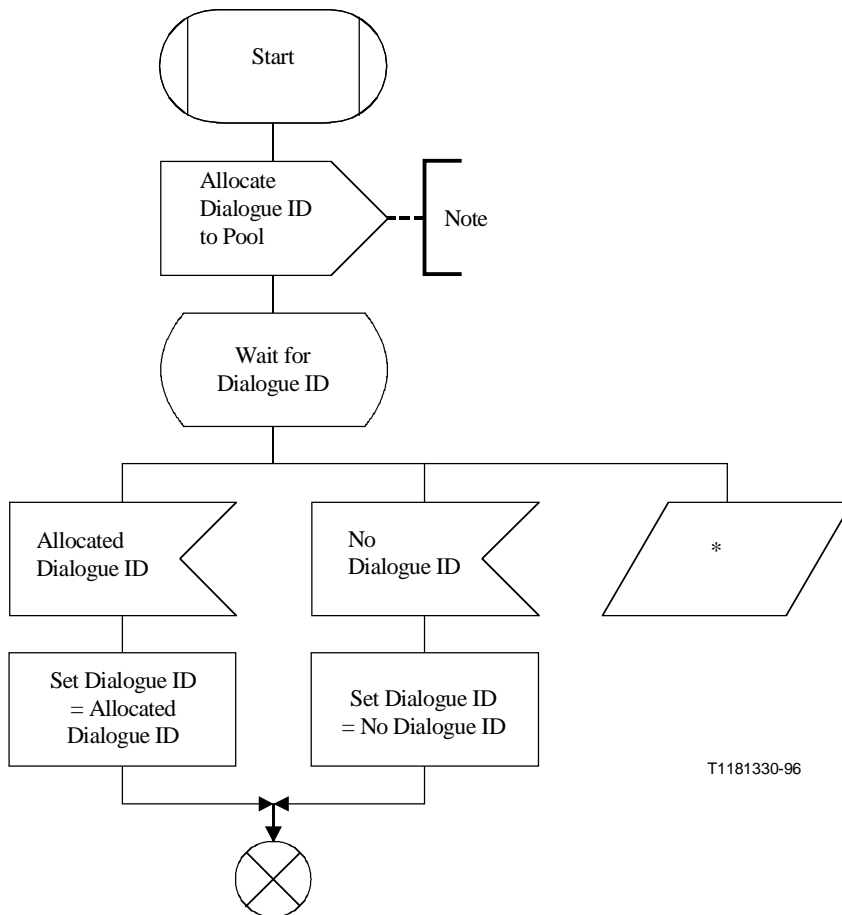 Start
Allocate
Dialogue ID
to Pool
Note
Wait for
Dialogue ID
Allocated
Dialogue ID
No
Dialogue ID
*
Set Dialogue ID
= Allocated
Dialogue ID
Set Dialogue ID
= No Dialogue ID
T1181330-96